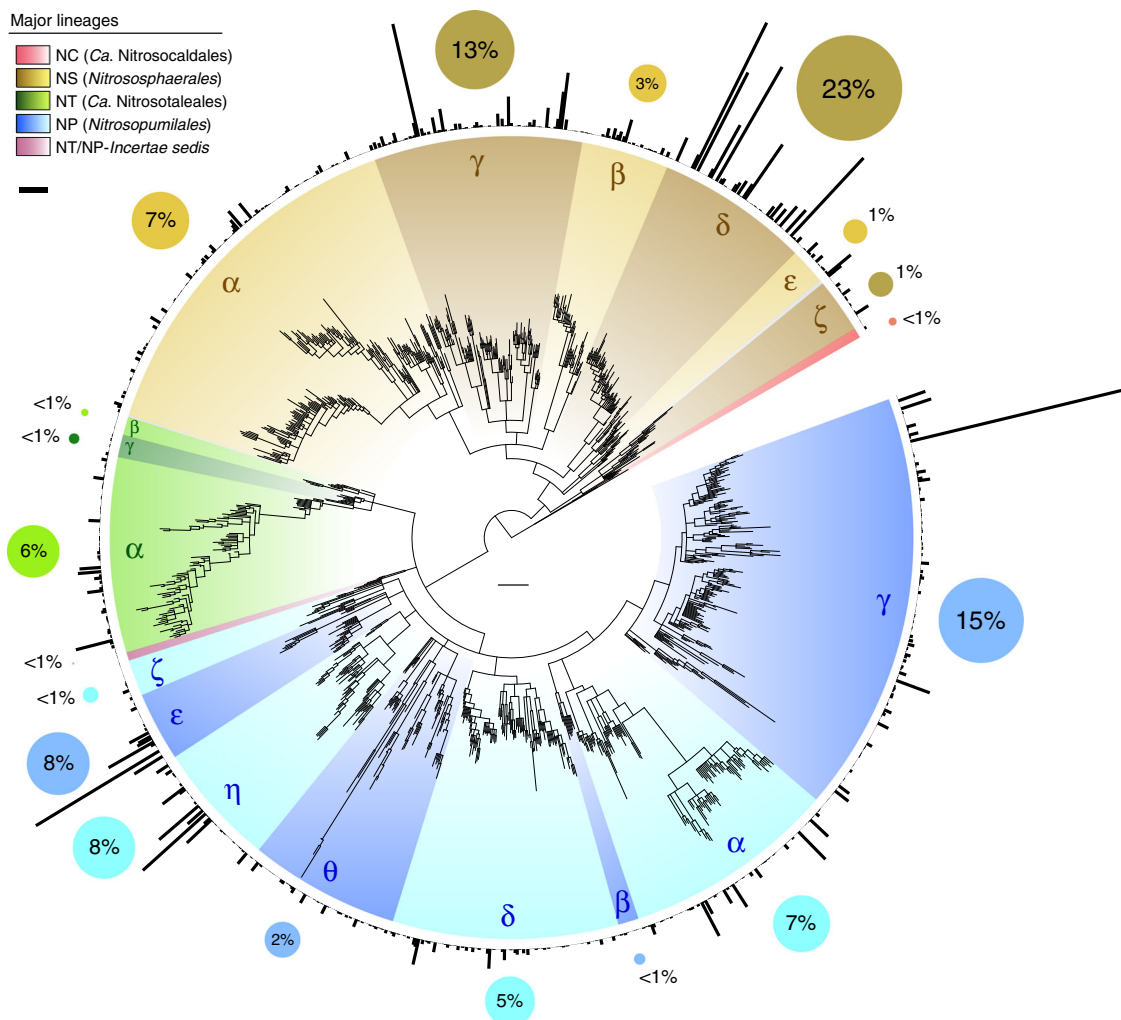 Major lineages
NC (Ca. Nitrosocaldales)
NS (Nitrososphaerales)
NT (Ca. Nitrosotaleales)
NP (Nitrosopumilales)
NT/NP-Incertae sedis
13%
3%
23%
7%
1%
1%
<1%
γ
β
δ
ε
ζ
α
<1%
<1%
β
γ
6%
α
<1%
<1%
ζ
ε
8%
η
8%
θ
2%
δ
5%
β
<1%
α
7%
γ
15%